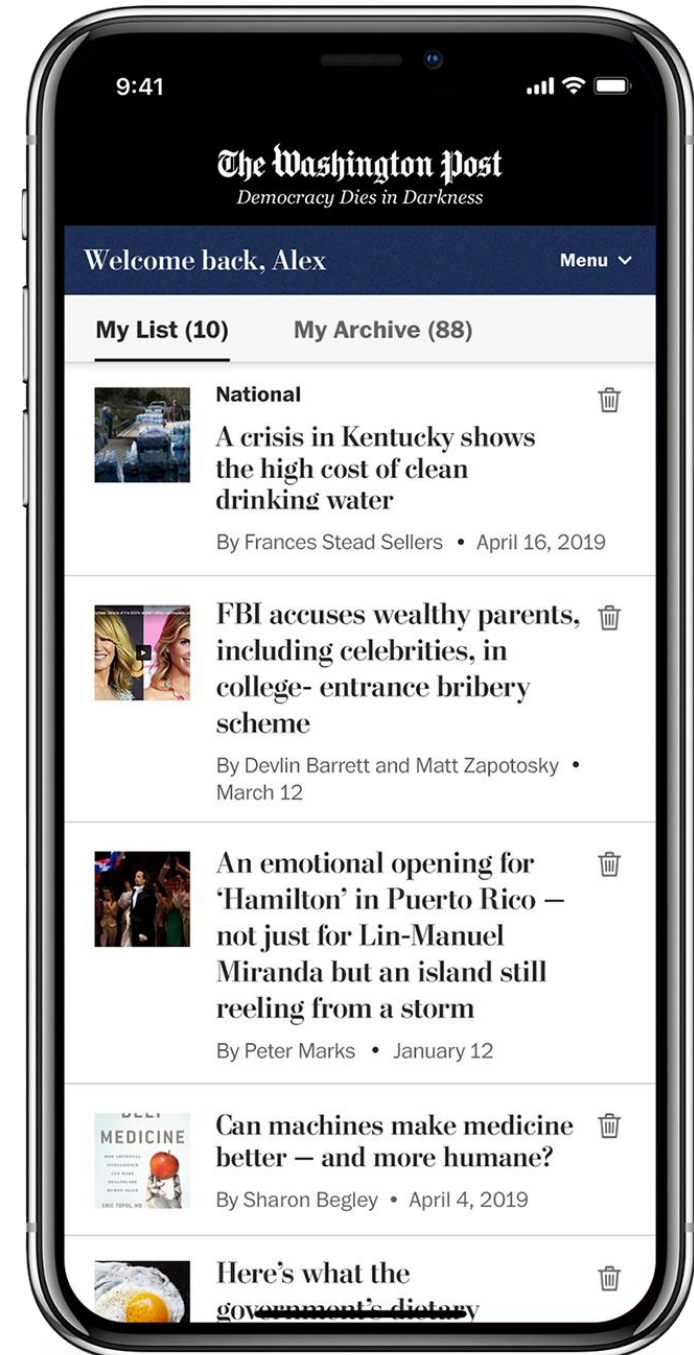 9:41
The Washington Post
Democracy Dies in Darkness
Welcome back, Alex
Menu
My List (10)
My Archive (88)
National
A crisis in Kentucky shows
the high cost of clean
drinking water
By Frances Stead Sellers • April 16, 2019
FBI accuses wealthy parents,
including celebrities, in
college- entrance bribery
scheme
By Devlin Barrett and Matt Zapotosky •
March 12
An emotional opening for
‘Hamilton’ in Puerto Rico —
not just for Lin-Manuel
Miranda but an island still
reeling from a storm
By Peter Marks • January 12
MEDICINE
ERIC TOPOL, MD
Can machines make medicine
better — and more humane?
By Sharon Begley • April 4, 2019
Here’s what the
government’s dietary